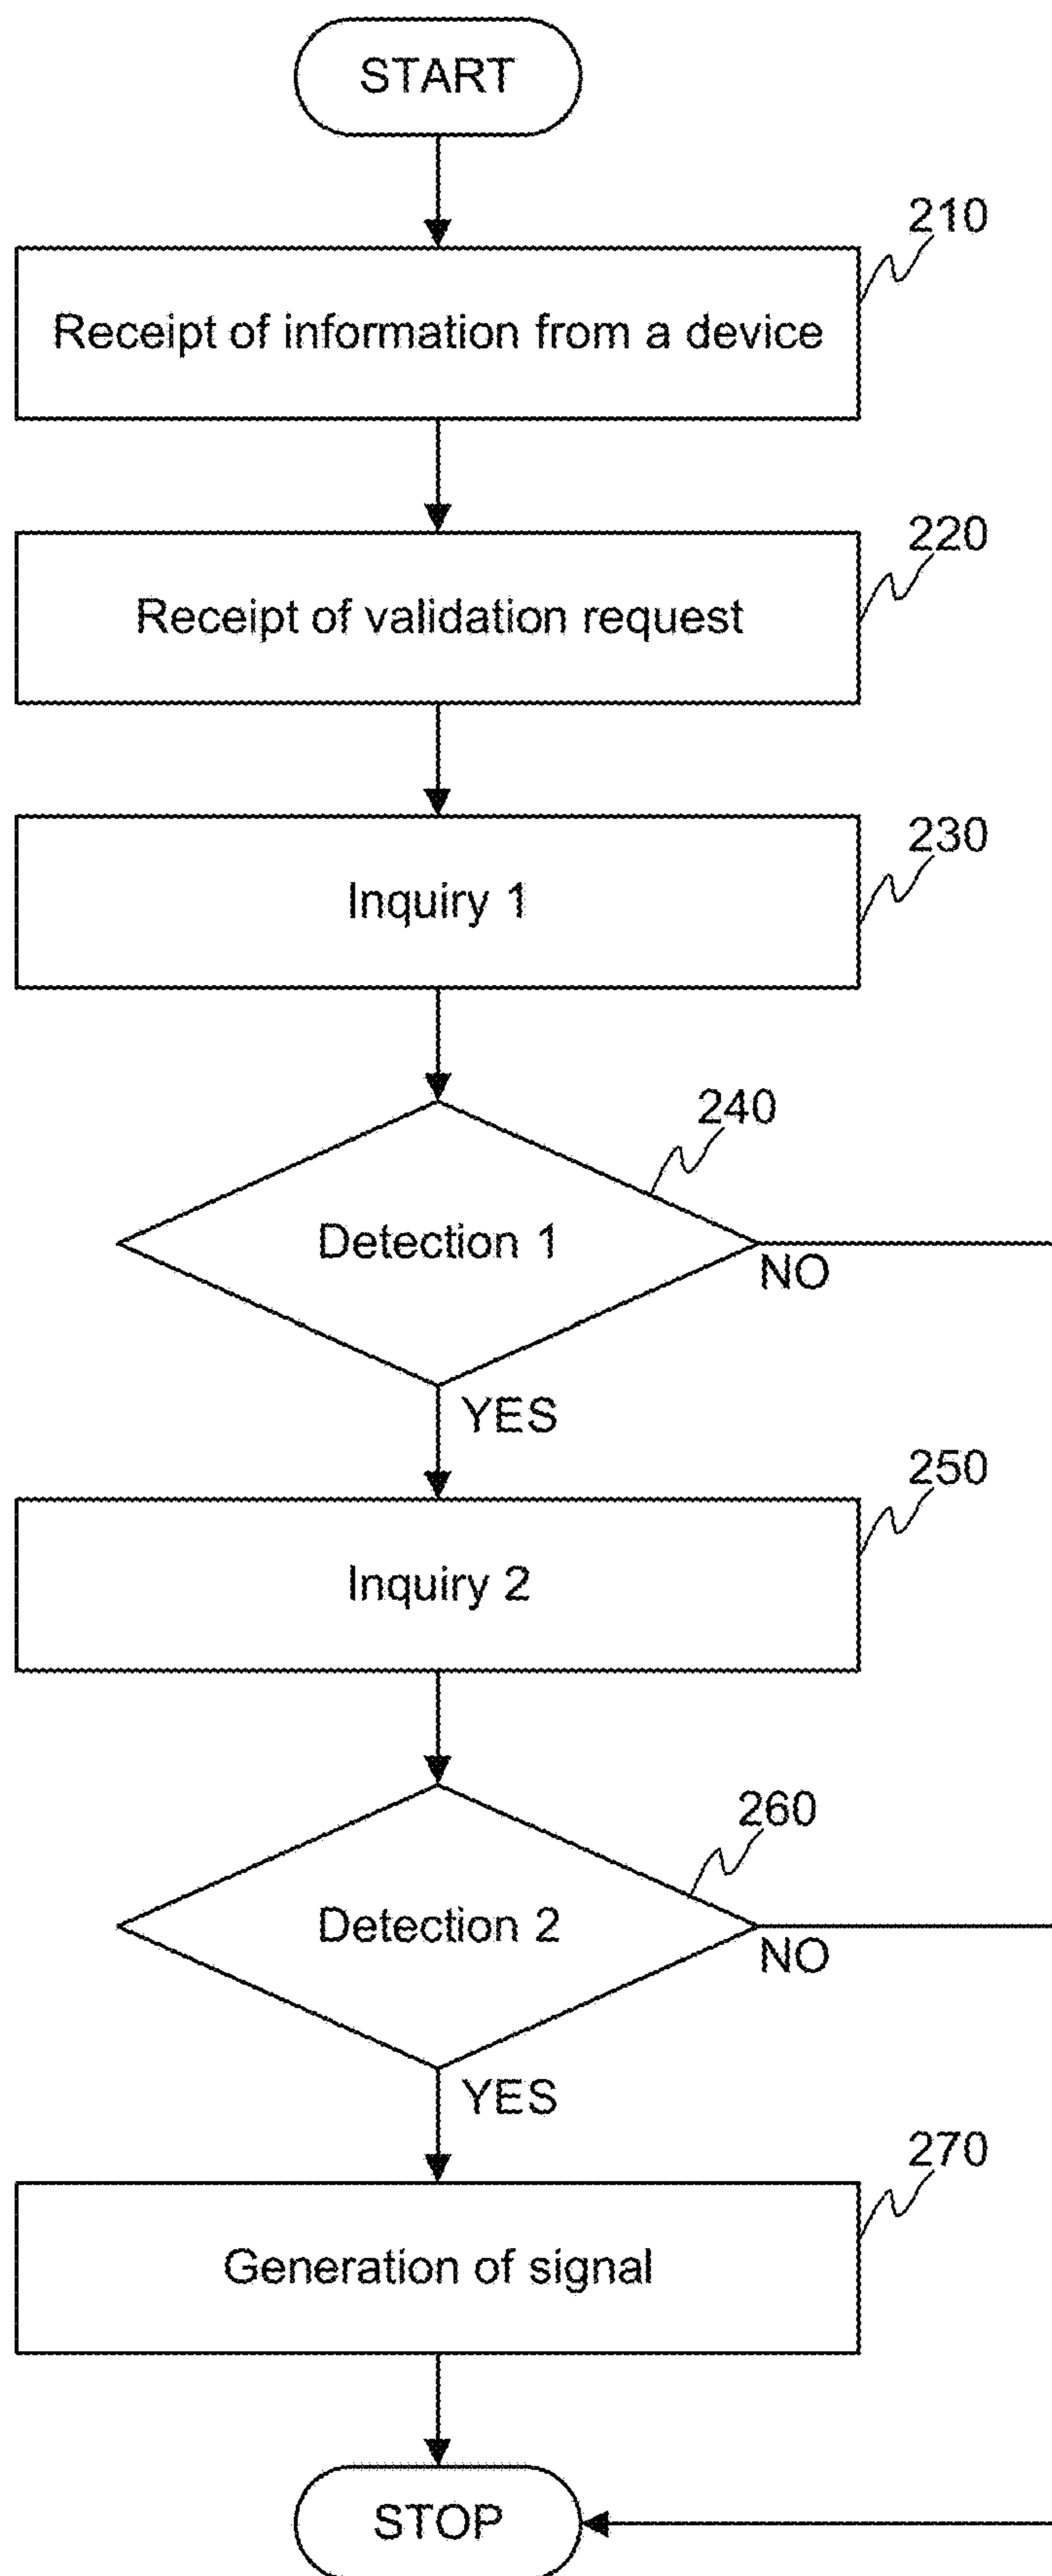 START
210
Receipt of information from a device
220
Receipt of validation request
230
Inquiry 1
240
Detection 1
NO
YES
250
Inquiry 2
260
Detection 2
NO
YES
270
Generation of signal
STOP